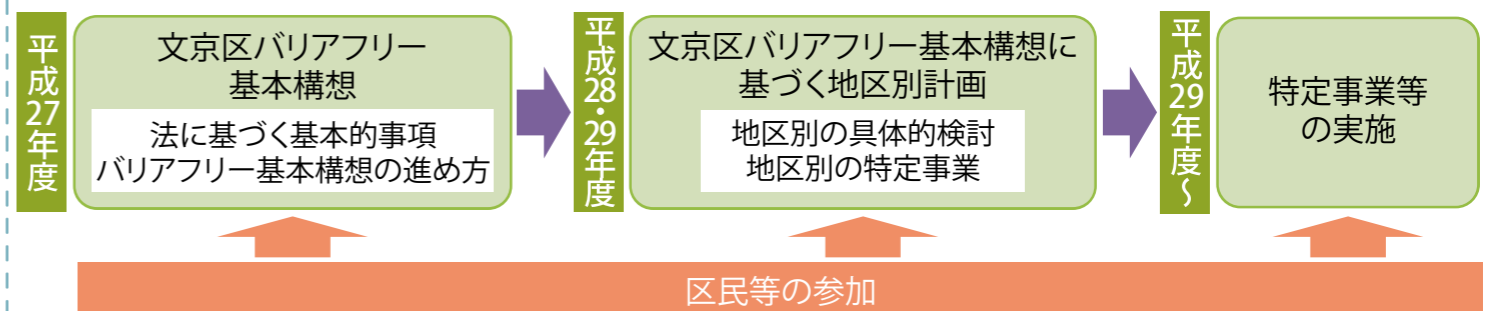 平成27年度
文京区バリアフリー
基本構想
法に基づく基本的事項
バリアフリー基本構想の進め方
平成28・29年度
文京区バリアフリー基本構想に
基づく地区別計画
地区別の具体的検討
地区別の特定事業
平成29年度～
特定事業等
の実施
区民等の参加